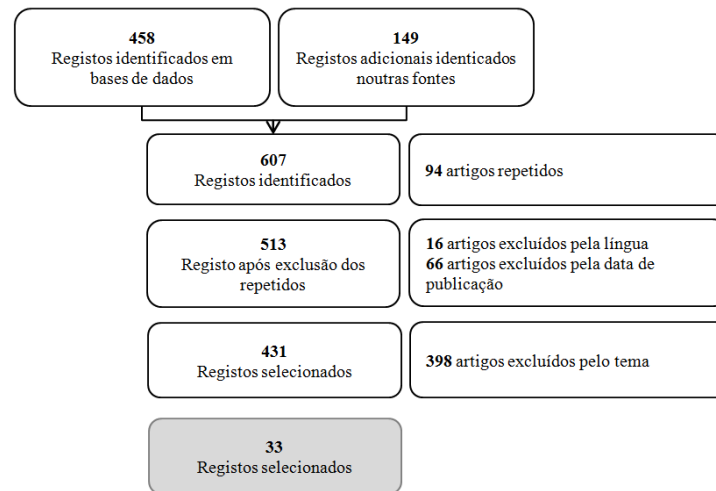 458
Registos identificados em
bases de dados
149
Registos adicionais identicados
noutras fontes
607
Registos identificados
94 artigos repetidos
513
Registo após exclusão dos
repetidos
16 artigos excluídos pela língua
66 artigos excluídos pela data de
publicação
431
Registos selecionados
398 artigos excluídos pelo tema
33
Registos selecionados